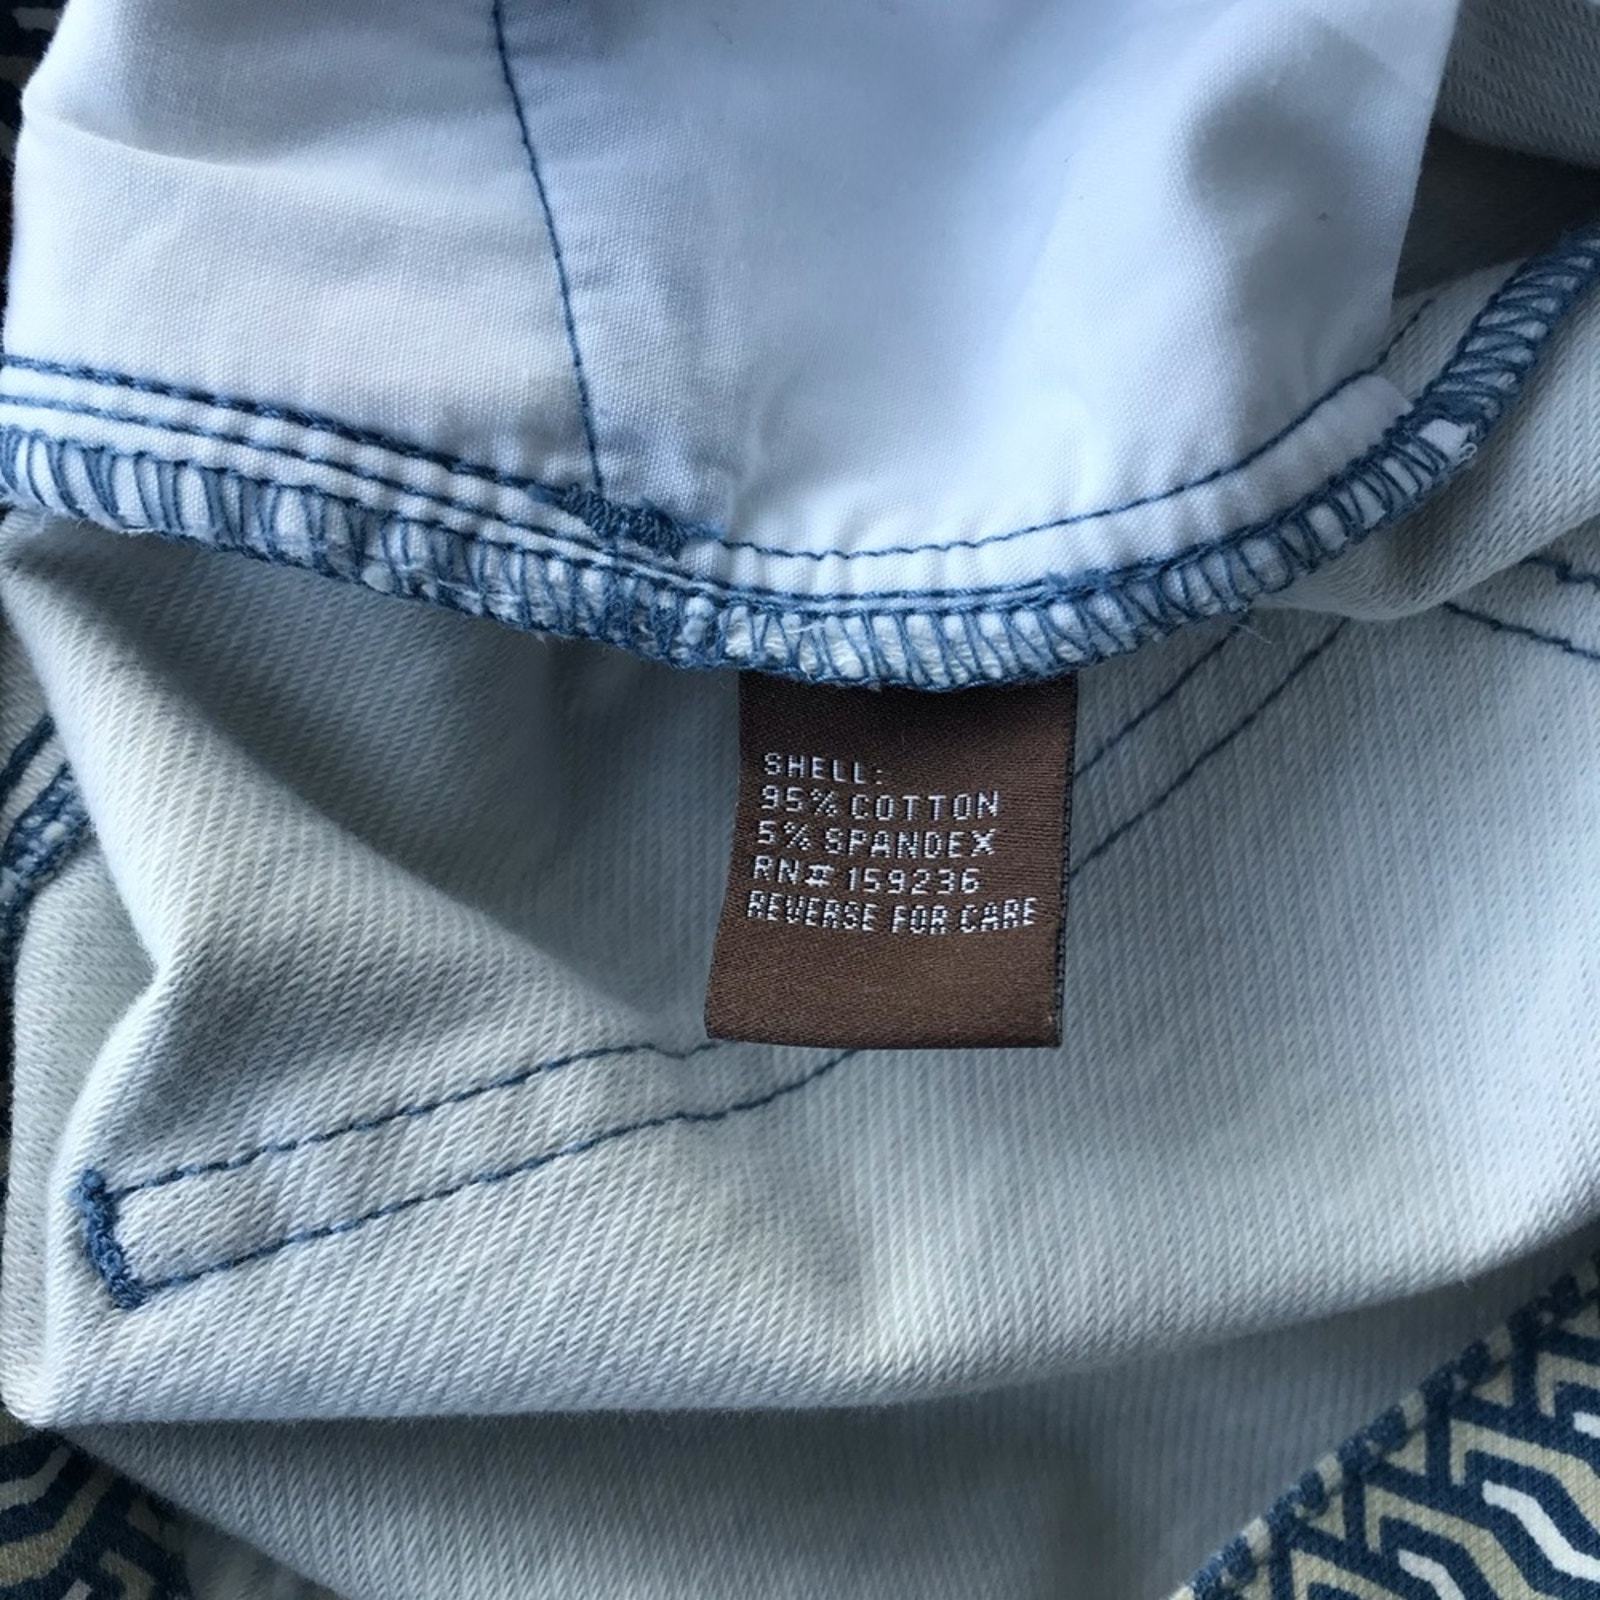 SHELL:
95% COTTON
5% SPANDEX
RN# 159236
REVERSE FOR CARE